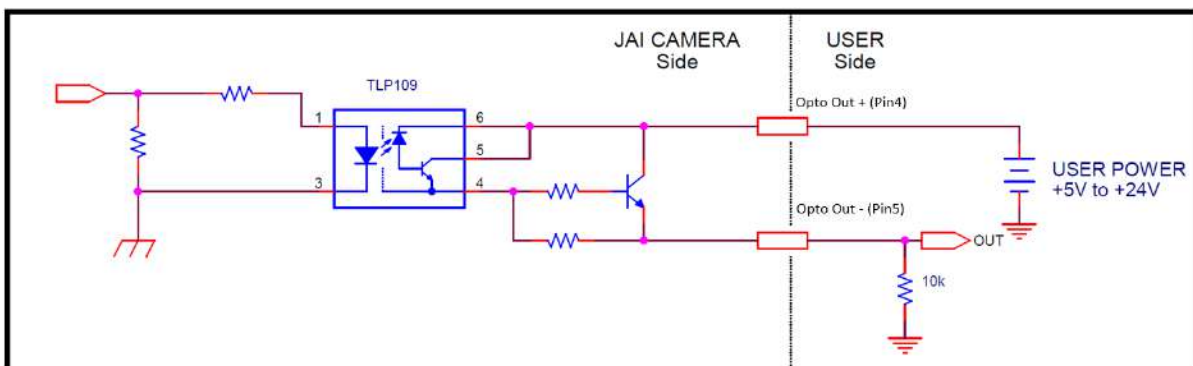 JAI CAMERA
Side
USER
Side
TLP109
Opto Out + (Pin4)
1
6
5
3
4
USER POWER
+5V to +24V
Opto Out - (Pin5)
OUT
10k